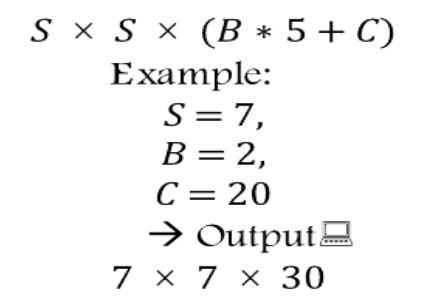 S × S × (B * 5 + C)
Example:
S = 7,
B = 2,
C = 20
→ Output💻
7 × 7 × 30